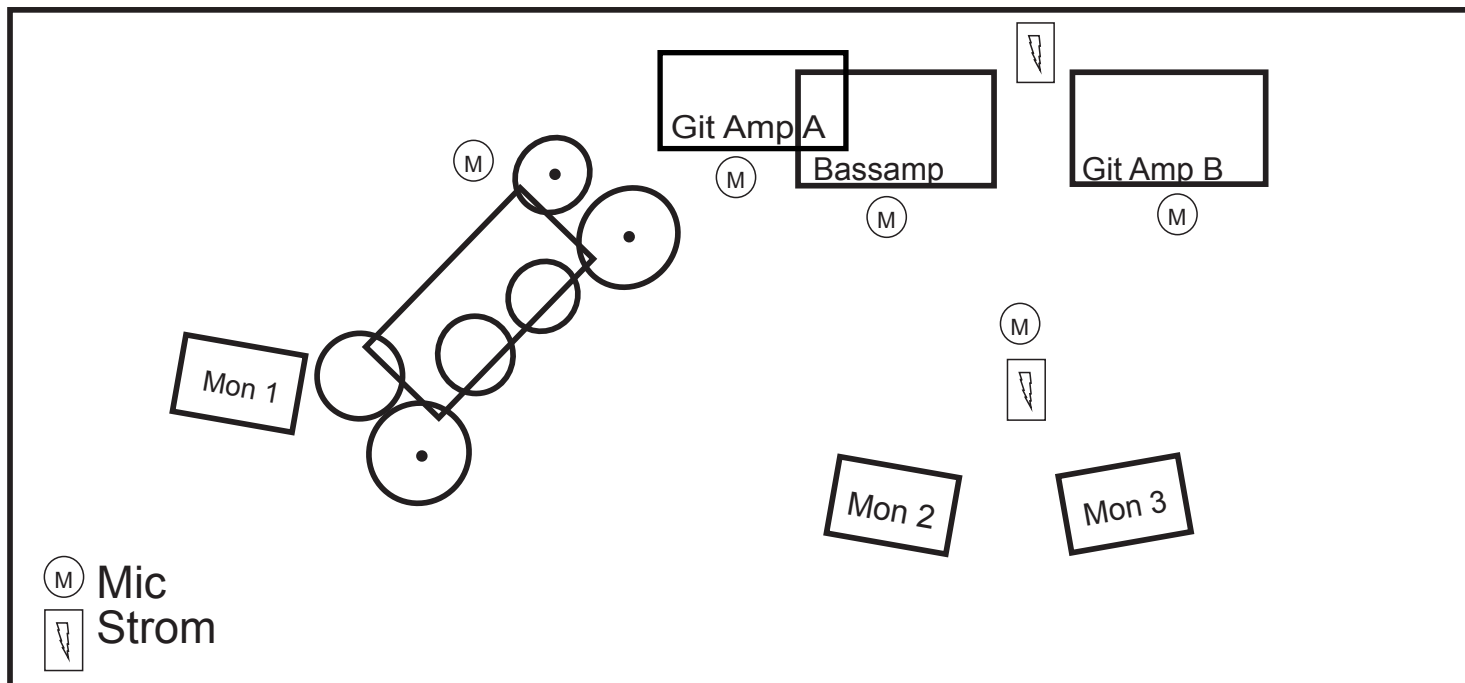 Git Amp A
Bassamp
Git Amp B
M
M
M
M
M
Mon 1
Mon 2
Mon 3
M Mic
Strom